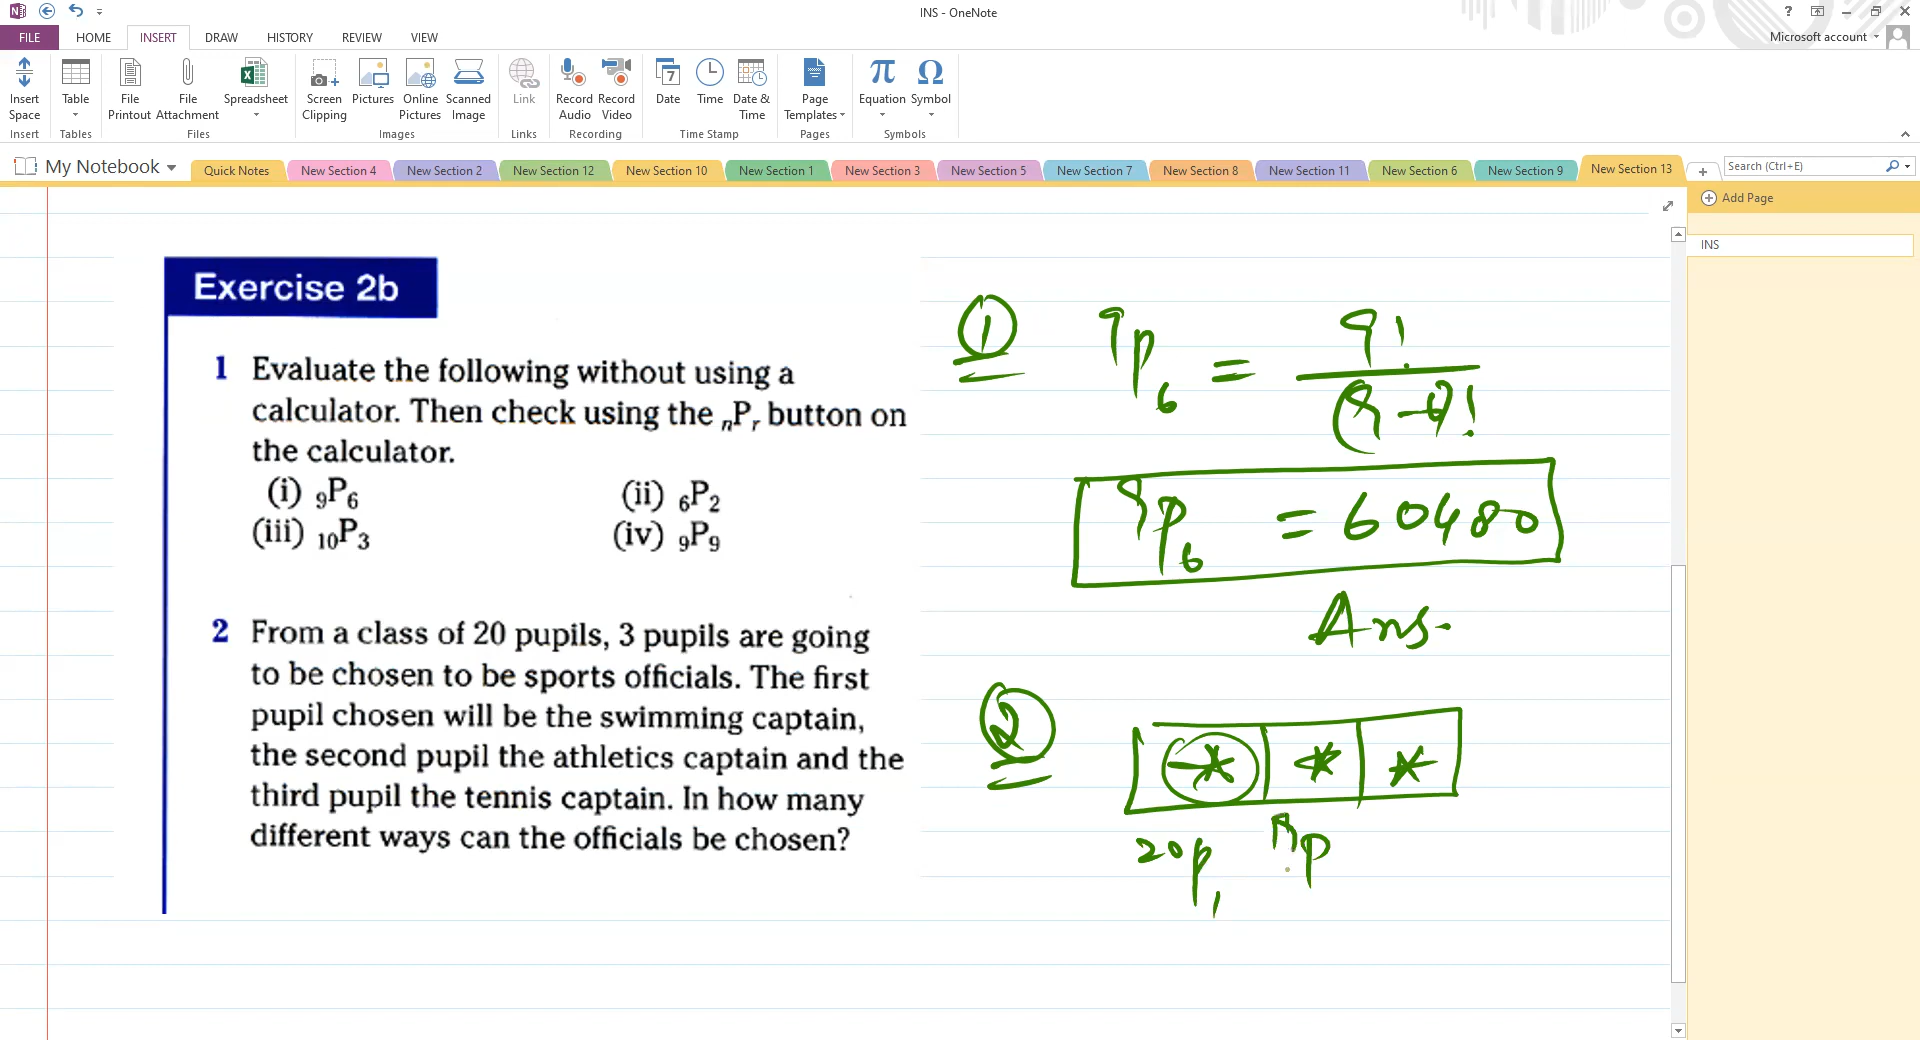 INS - OneNote
?
Microsoft account
FILE HOME INSERT DRAW HISTORY REVIEW VIEW
Insert Space Table File Printout File Attachment Spreadsheet Screen Clipping Pictures Online Pictures Scanned Image Link Record Audio Record Video Date Time Date & Time Page Templates Equation Symbol
7 π Ω
Insert Tables Files Images Links Recording Time Stamp Pages Symbols
My Notebook Quick Notes New Section 4 New Section 2 New Section 12 New Section 10 New Section 1 New Section 3 New Section 5 New Section 7 New Section 8 New Section 11 New Section 6 New Section 9 New Section 13 + Search (Ctrl+E)
Add Page
INS
Exercise 2b
1 Evaluate the following without using a
calculator. Then check using the ₙPᵣ button on
the calculator.
(i) ₉P₆ (ii) ₆P₂
(iii) ₁₀P₃ (iv) ₉P₉
2 From a class of 20 pupils, 3 pupils are going
to be chosen to be sports officials. The first
pupil chosen will be the swimming captain,
the second pupil the athletics captain and the
third pupil the tennis captain. In how many
different ways can the officials be chosen?
① ⁹P₆ = 9! / (9-6)!
⁹P₆ = 60480
Ans.
②
* * *
²⁰P₁ ¹⁹P